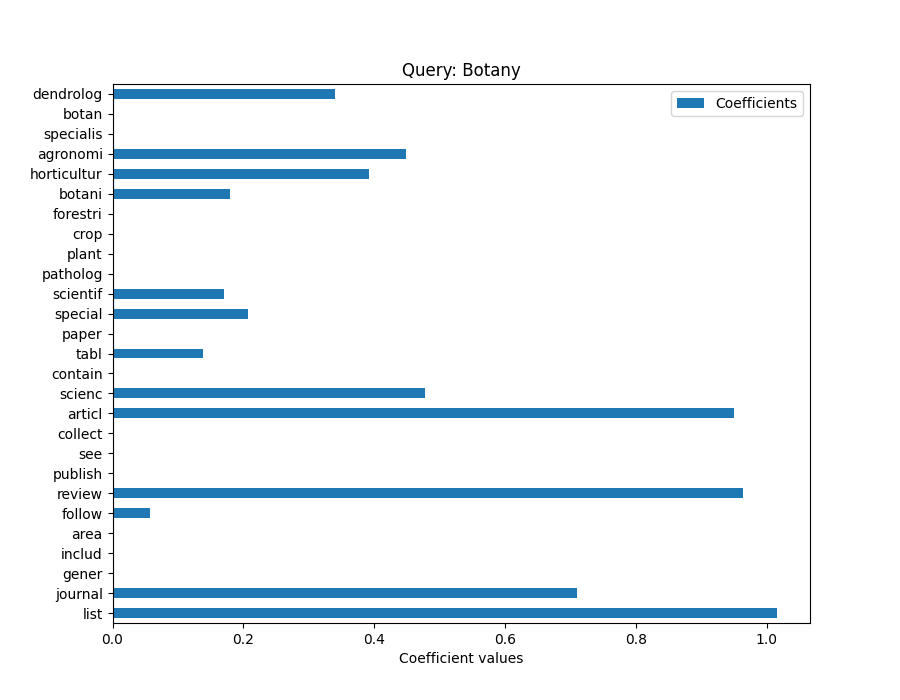 Query: Botany
Coefficients
dendrolog
botan
specialis
agronomi
horticultur
botani
forestri
crop
plant
patholog
scientif
special
paper
tabl
contain
scienc
articl
collect
see
publish
review
follow
area
includ
gener
journal
list
0.0 0.2 0.4 0.6 0.8 1.0
Coefficient values